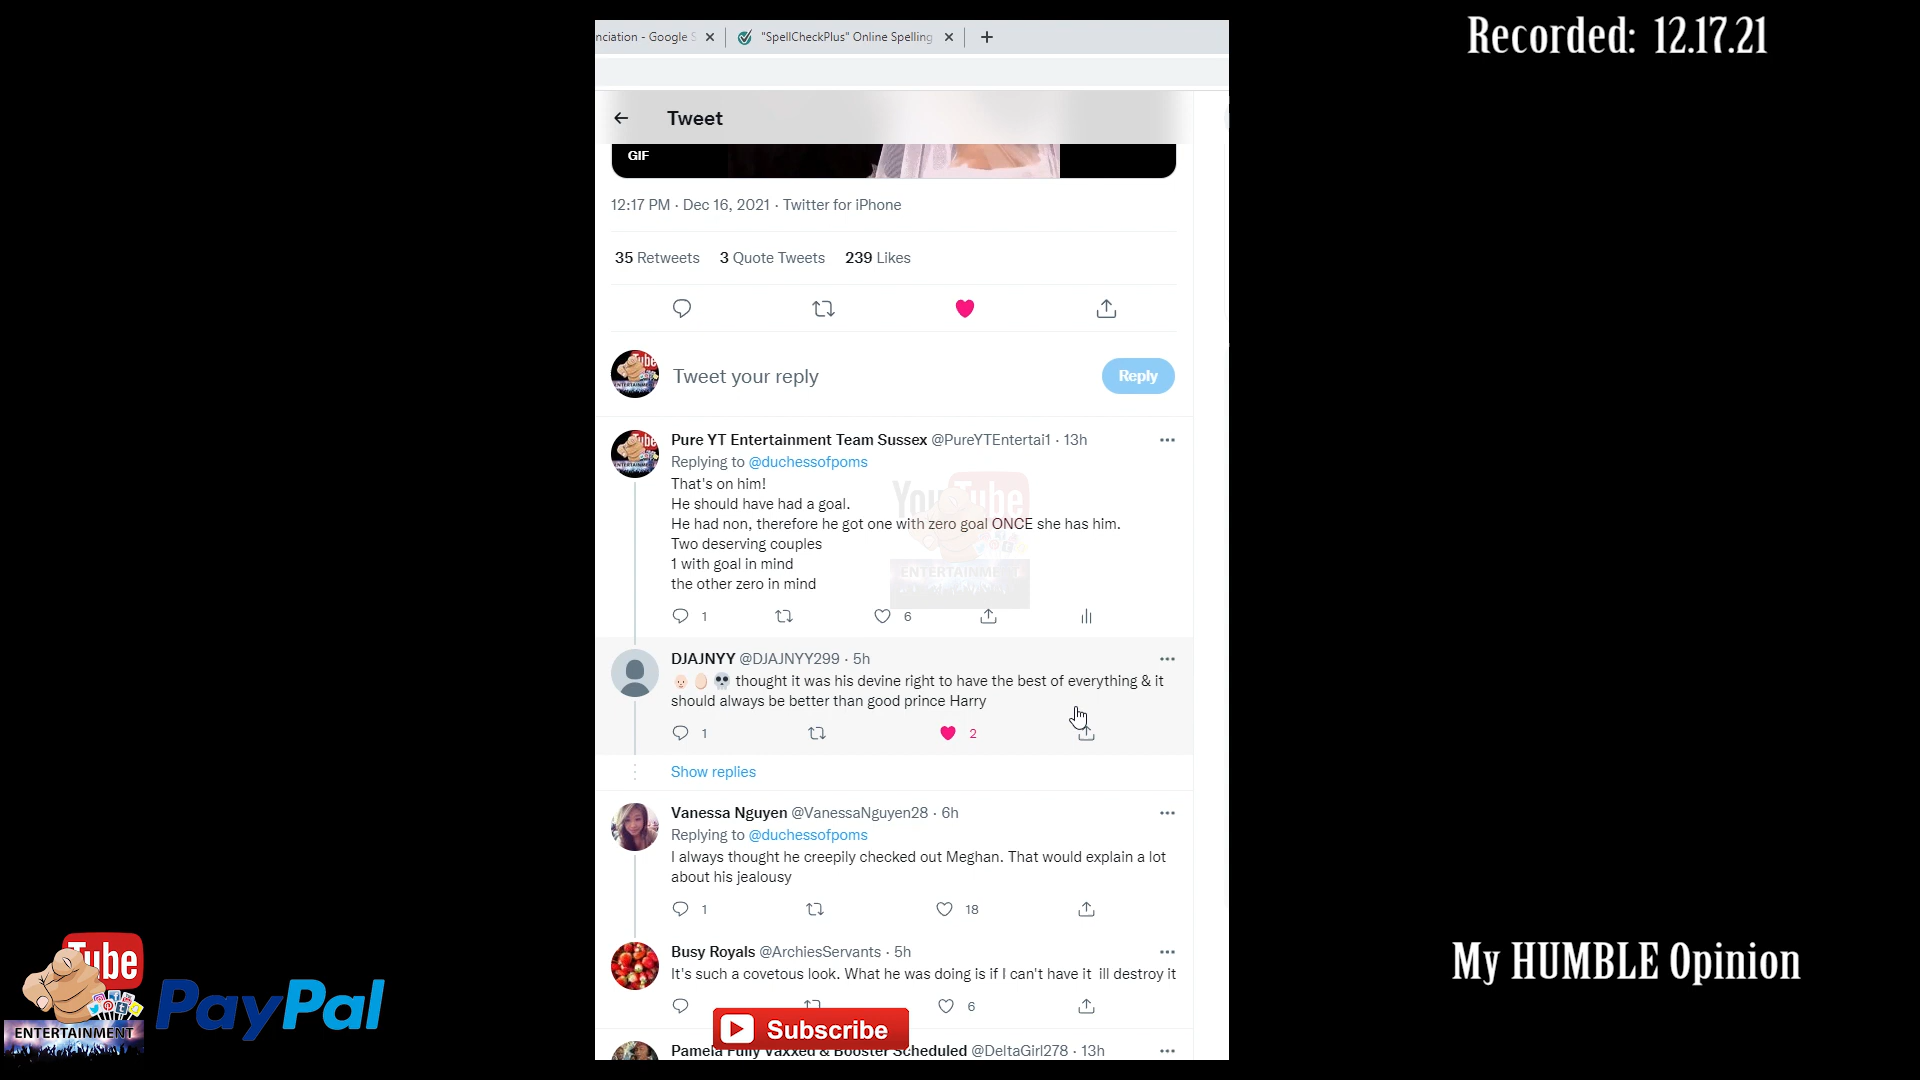 Recorded: 12.17.21
nciation - Google S
"SpellCheckPlus" Online Spelling
Tweet
GIF
12:17 PM · Dec 16, 2021 · Twitter for iPhone
35 Retweets 3 Quote Tweets 239 Likes
Tweet your reply
Reply
Pure YT Entertainment Team Sussex @PureYTEntertai1 · 13h
Replying to @duchessofpoms
That's on him!
He should have had a goal.
He had non, therefore he got one with zero goal ONCE she has him.
Two deserving couples
1 with goal in mind
the other zero in mind
1 6
YouTube
ENTERTAINMENT
DJAJNYY @DJAJNYY299 · 5h
thought it was his devine right to have the best of everything & it
should always be better than good prince Harry
1 2
Show replies
Vanessa Nguyen @VanessaNguyen28 · 6h
Replying to @duchessofpoms
I always thought he creepily checked out Meghan. That would explain a lot
about his jealousy
1 18
Busy Royals @ArchiesServants · 5h
It's such a covetous look. What he was doing is if I can't have it ill destroy it
6
Subscribe
Pamela Fully Vaxxed & Booster Scheduled @DeltaGirl278 · 13h
Tube
ENTERTAINMENT
PayPal
My HUMBLE Opinion